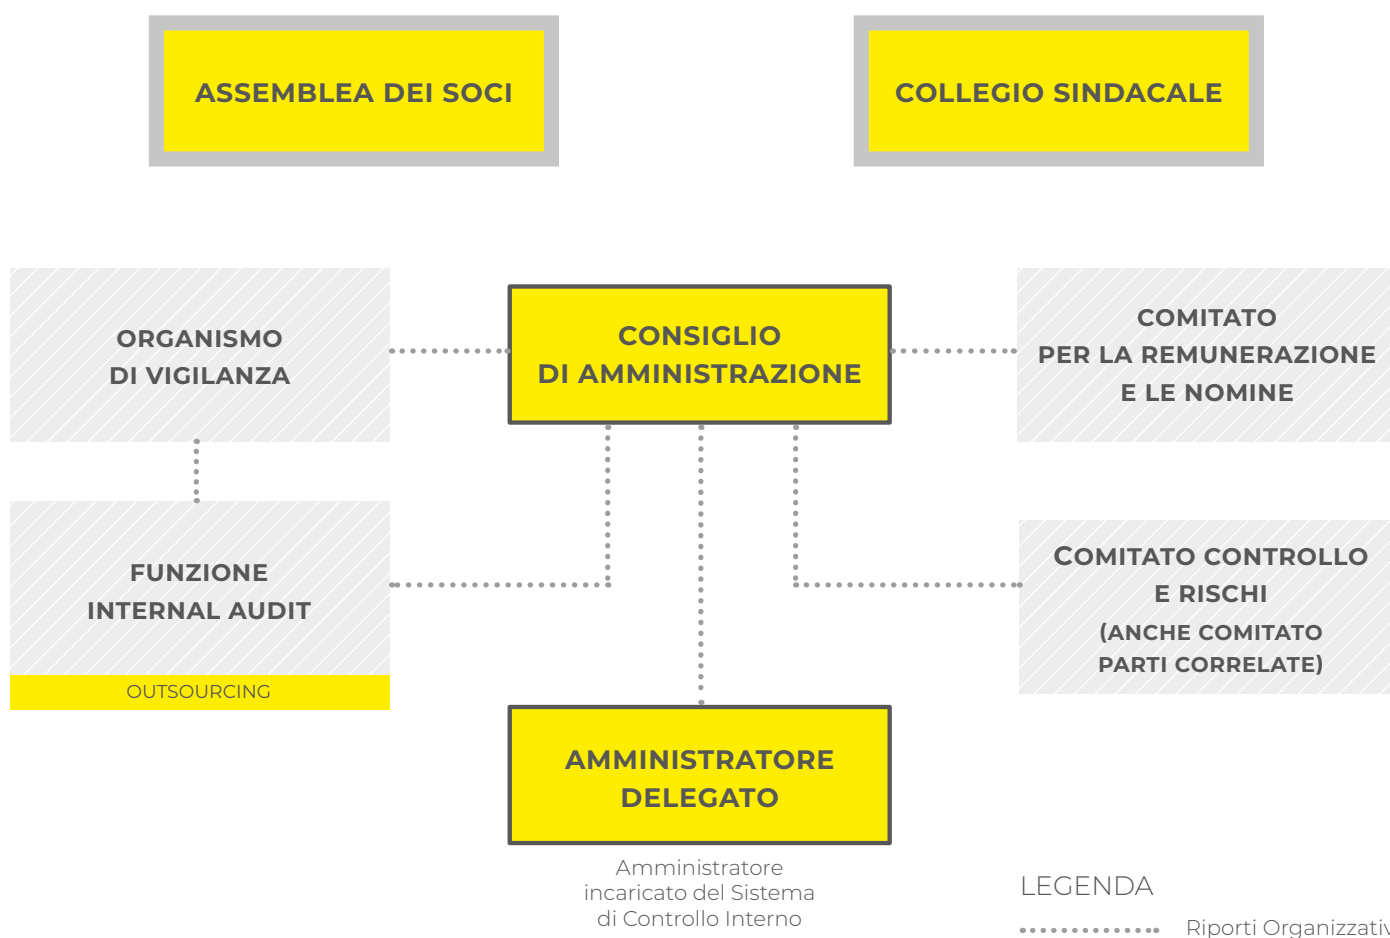 ASSEMBLEA DEI SOCI
COLLEGIO SINDACALE
ORGANISMO
DI VIGILANZA
CONSIGLIO
DI AMMINISTRAZIONE
COMITATO
PER LA REMUNERAZIONE
E LE NOMINE
FUNZIONE
INTERNAL AUDIT
OUTSOURCING
COMITATO CONTROLLO
E RISCHI
(ANCHE COMITATO
PARTI CORRELATE)
AMMINISTRATORE
DELEGATO
Amministratore
incaricato del Sistema
di Controllo Interno
LEGENDA
Riporti Organizzativ